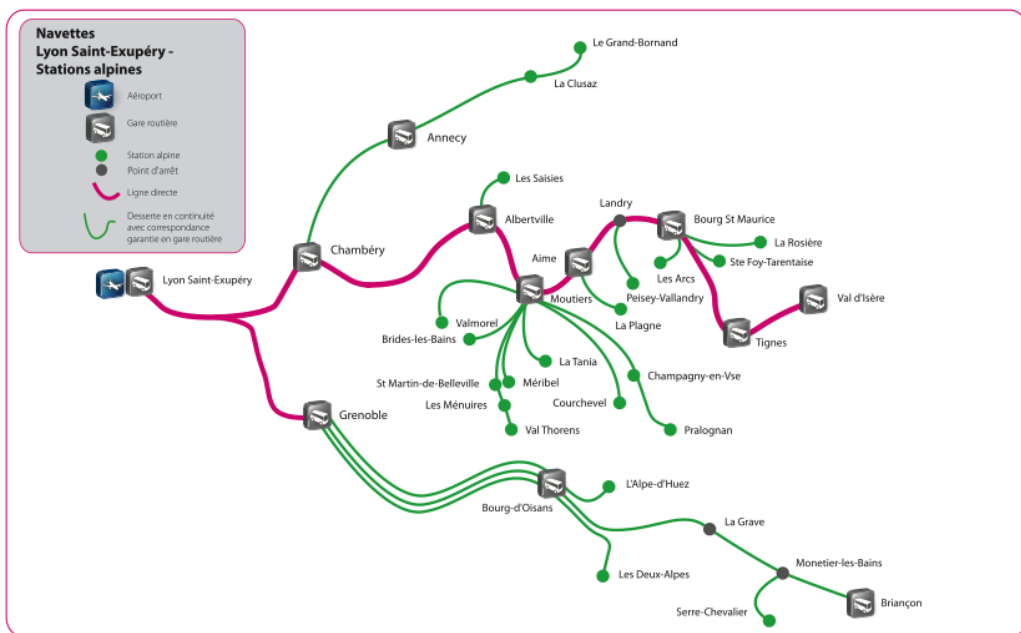 Navettes
Lyon Saint-Exupéry -
Stations alpines
Aéroport
Gare routière
Station alpine
Point d'arrêt
Ligne directe
Desserte en continuité
avec correspondance
garantie en gare routière
Le Grand-Bornand
La Clusaz
Annecy
Les Saisies
Albertville
Landry
Bourg St Maurice
La Rosière
Ste Foy-Tarentaise
Les Arcs
Chambéry
Aime
Lyon Saint-Exupéry
Moutiers
Peisey-Vallandry
Val d'Isère
La Plagne
Valmorel
Brides-les-Bains
Tignes
La Tania
Champagny-en-Vse
St Martin-de-Belleville
Méribel
Les Ménuires
Courchevel
Val Thorens
Pralognan
Grenoble
L'Alpe-d'Huez
Bourg-d'Oisans
La Grave
Les Deux-Alpes
Monetier-les-Bains
Serre-Chevalier
Briançon